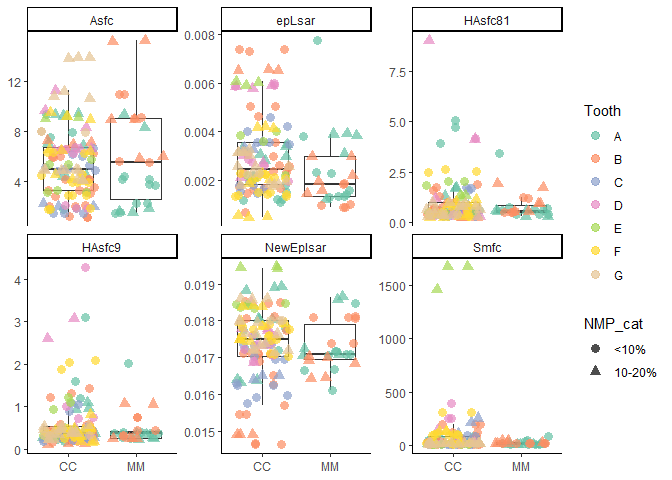 Asfc
epLsar
HAsfc81
12
8
4
0.008
0.006
0.004
0.002
7.5
5.0
2.5
0.0
HAsfc9
NewEplsar
Smfc
4
3
2
1
0
0.019
0.018
0.017
0.016
0.015
1500
1000
500
0
CC
MM
CC
MM
CC
MM
Tooth
A
B
C
D
E
F
G
NMP_cat
<10%
10-20%